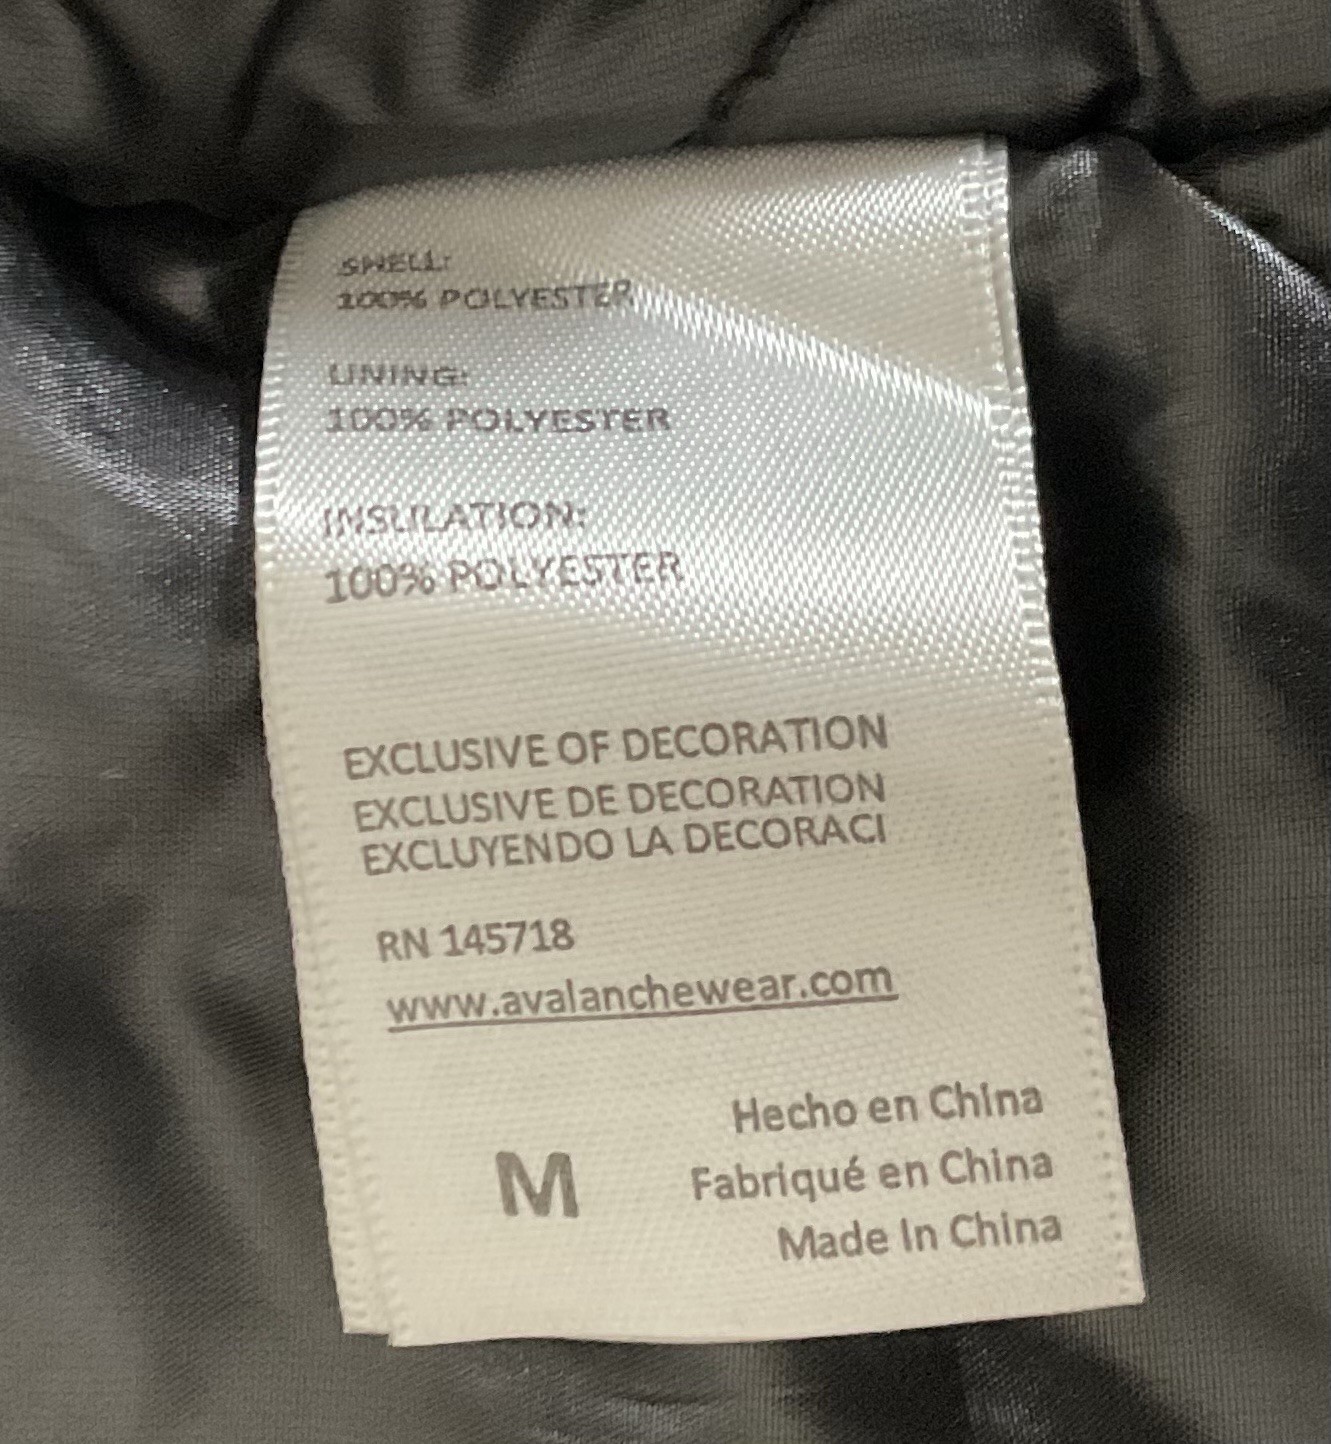 SHELL:
100% POLYESTER
LINING:
100% POLYESTER
INSULATION:
100% POLYESTER
EXCLUSIVE OF DECORATION
EXCLUSIVE DE DECORATION
EXCLUYENDO LA DECORACI
RN 145718
www.avalanchewear.com
M
Hecho en China
Fabriqué en China
Made In China